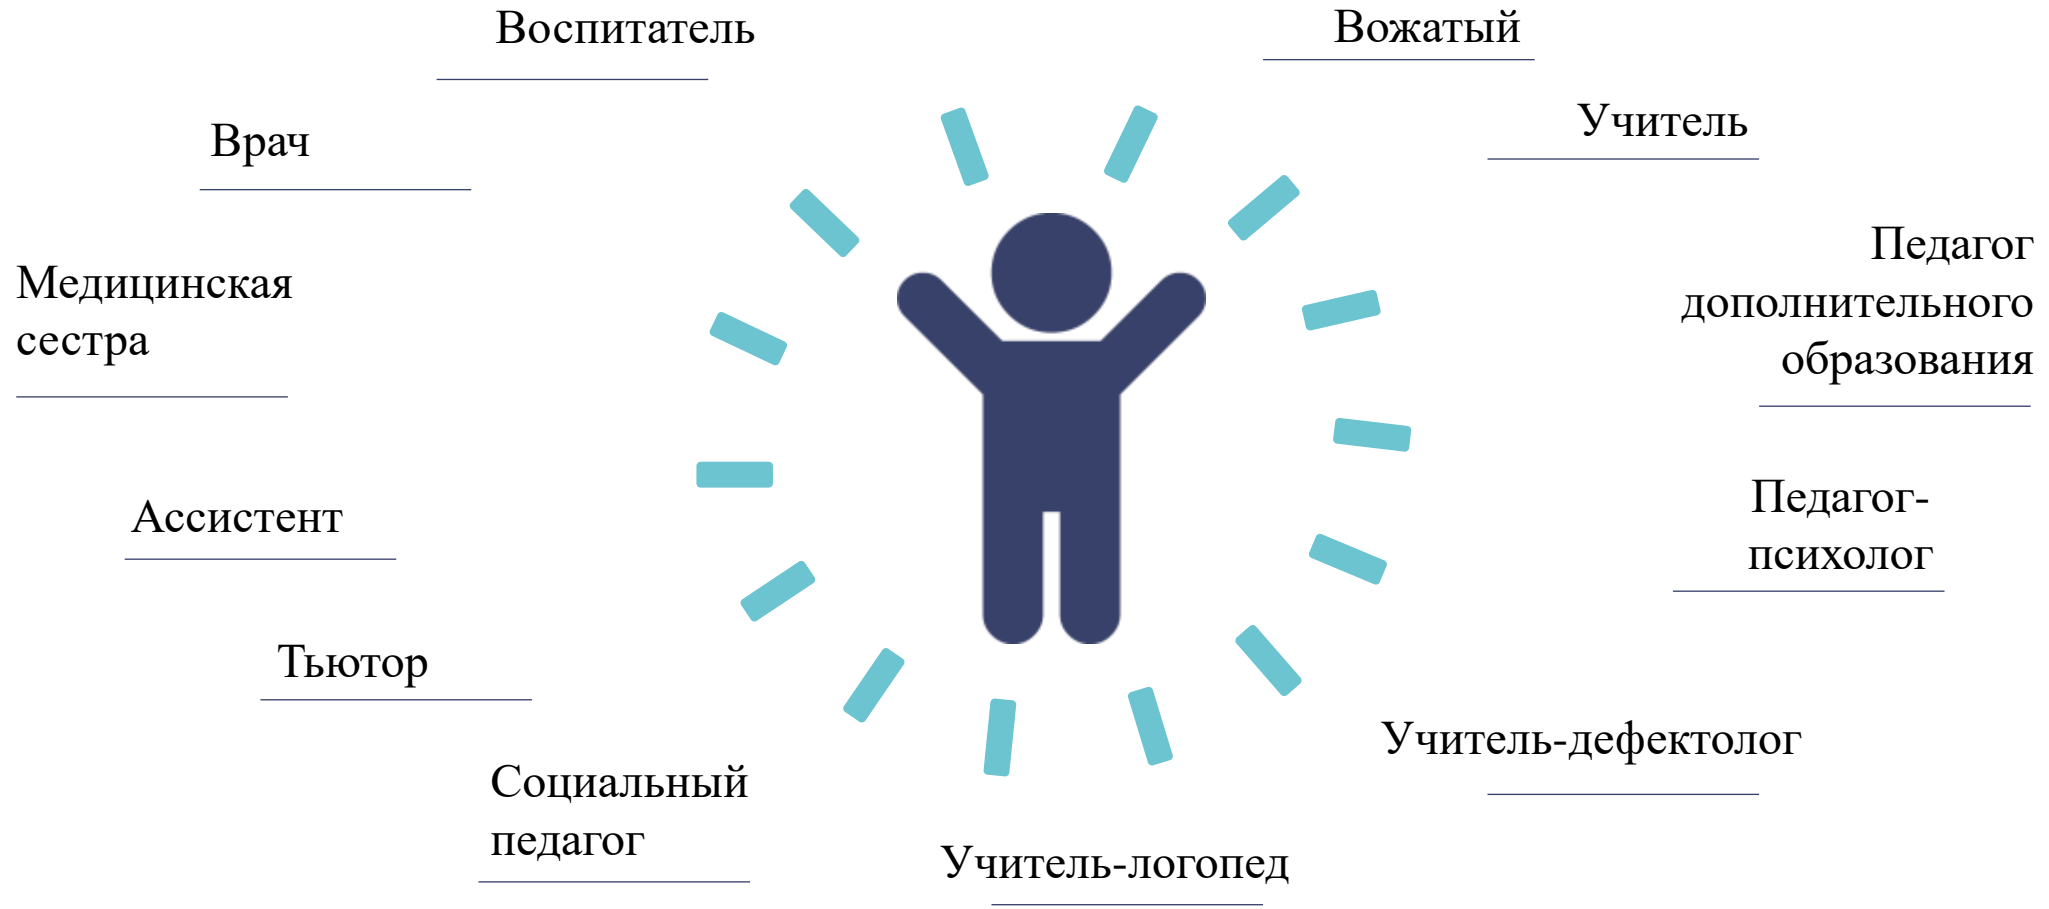 Воспитатель
Вожатый
Врач
Учитель
Медицинская
сестра
Педагог
дополнительного
образования
Ассистент
Педагог-
психолог
Тьютор
Учитель-дефектолог
Социальный
педагог
Учитель-логопед